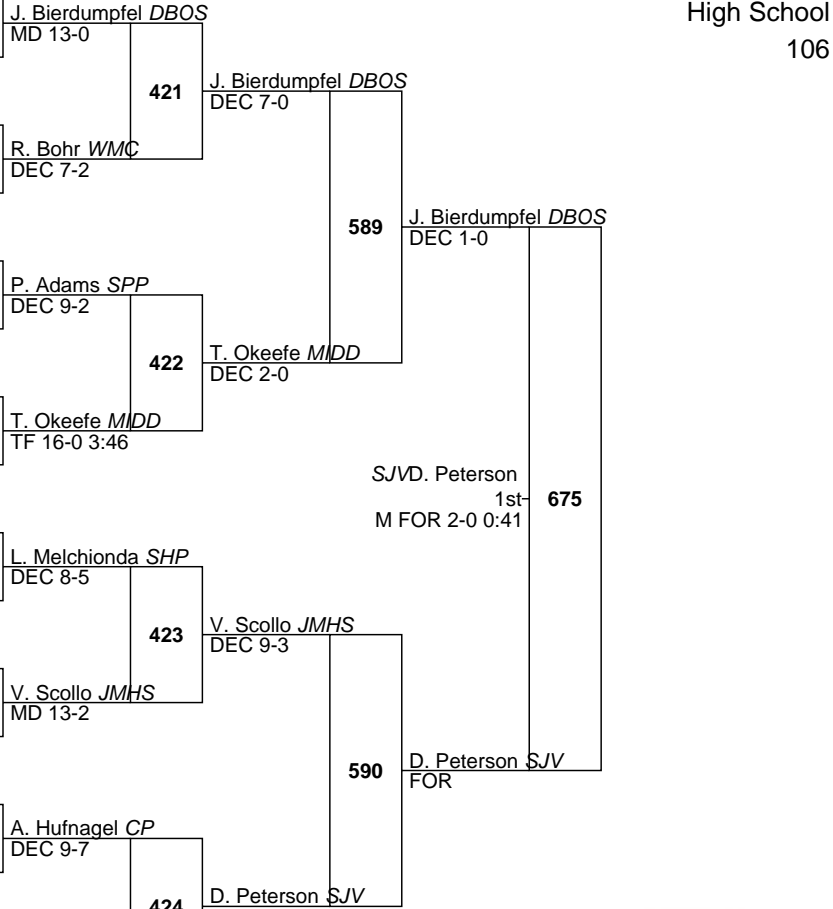 High School
106
J. Bierdumpfel DBOS
MD 13-0
421
J. Bierdumpfel DBOS
DEC 7-0
R. Bohr WMC
DEC 7-2
589
J. Bierdumpfel DBOS
DEC 1-0
P. Adams SPP
DEC 9-2
422
T. Okeefe MIDD
DEC 2-0
T. Okeefe MIDD
TF 16-0 3:46
SJVD. Peterson
1st
675
M FOR 2-0 0:41
L. Melchionda SHP
DEC 8-5
423
V. Scollo JMHS
DEC 9-3
V. Scollo JMHS
MD 13-2
590
D. Peterson SJV
FOR
A. Hufnagel CP
DEC 9-7
424
D. Peterson SJV